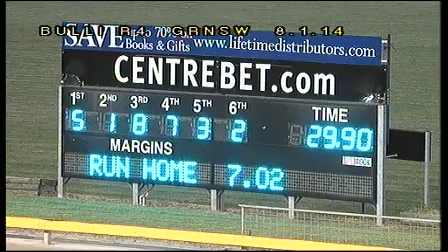 BULLI R4 GRNSW 8.1.14
SAVE 70% Books & Gifts www.lifetimedistributors.com
CENTREBET.com
1ST 2ND 3RD 4TH 5TH 6TH TIME
5 1 8 7 3 2 29.90
MARGINS
RUN HOME 7.02